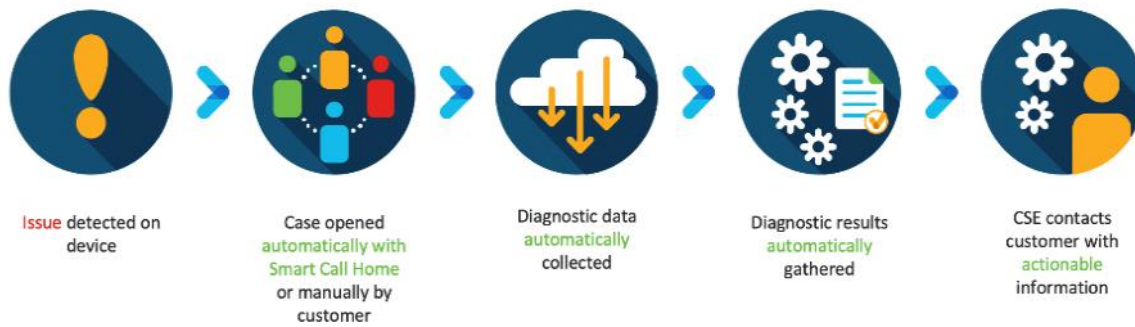 Issue detected on
device
Case opened
automatically with
Smart Call Home
or manually by
customer
Diagnostic data
automatically
collected
Diagnostic results
automatically
gathered
CSE contacts
customer with
actionable
information